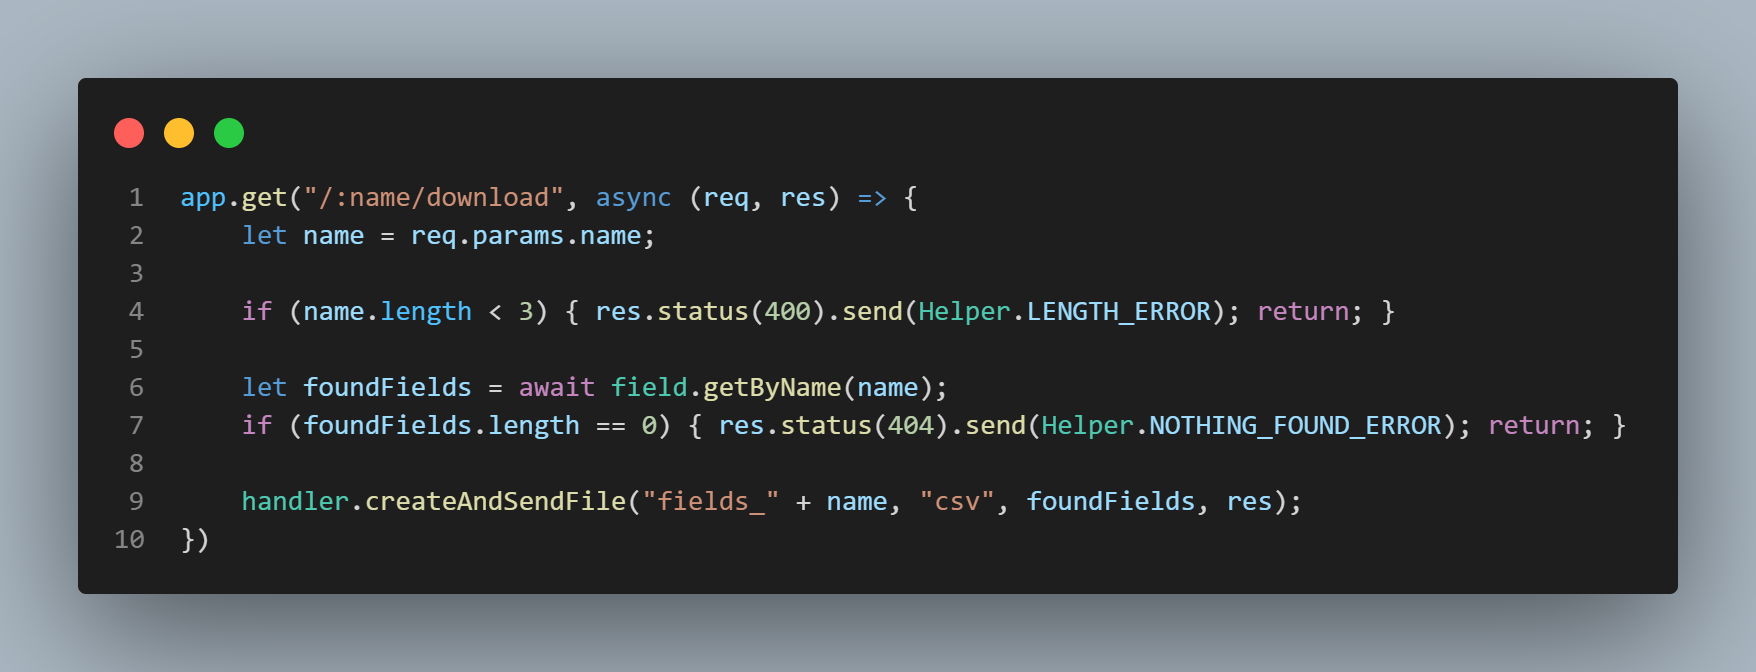 1 app.get("/:name/download", async (req, res) => {
2     let name = req.params.name;
3
4     if (name.length < 3) { res.status(400).send(Helper.LENGTH_ERROR); return; }
5
6     let foundFields = await field.getByName(name);
7     if (foundFields.length == 0) { res.status(404).send(Helper.NOTHING_FOUND_ERROR); return; }
8
9     handler.createAndSendFile("fields_" + name, "csv", foundFields, res);
10 })